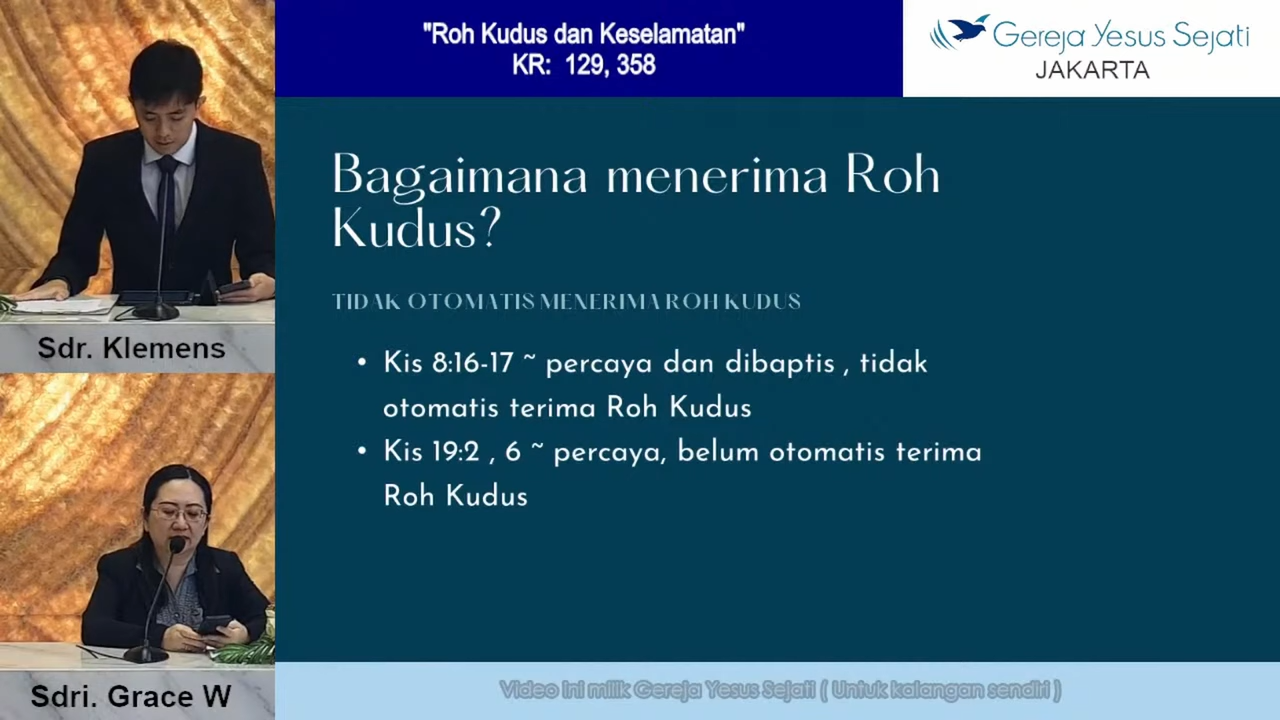 "Roh Kudus dan Keselamatan"
KR: 129, 358
Gereja Yesus Sejati
JAKARTA
Bagaimana menerima Roh
Kudus?
TIDAK OTOMATIS MENERIMA ROH KUDUS
• Kis 8:16-17 ~ percaya dan dibaptis , tidak
otomatis terima Roh Kudus
• Kis 19:2 , 6 ~ percaya, belum otomatis terima
Roh Kudus
Sdr. Klemens
Sdri. Grace W
Video ini milik Gereja Yesus Sejati ( Untuk kalangan sendiri )